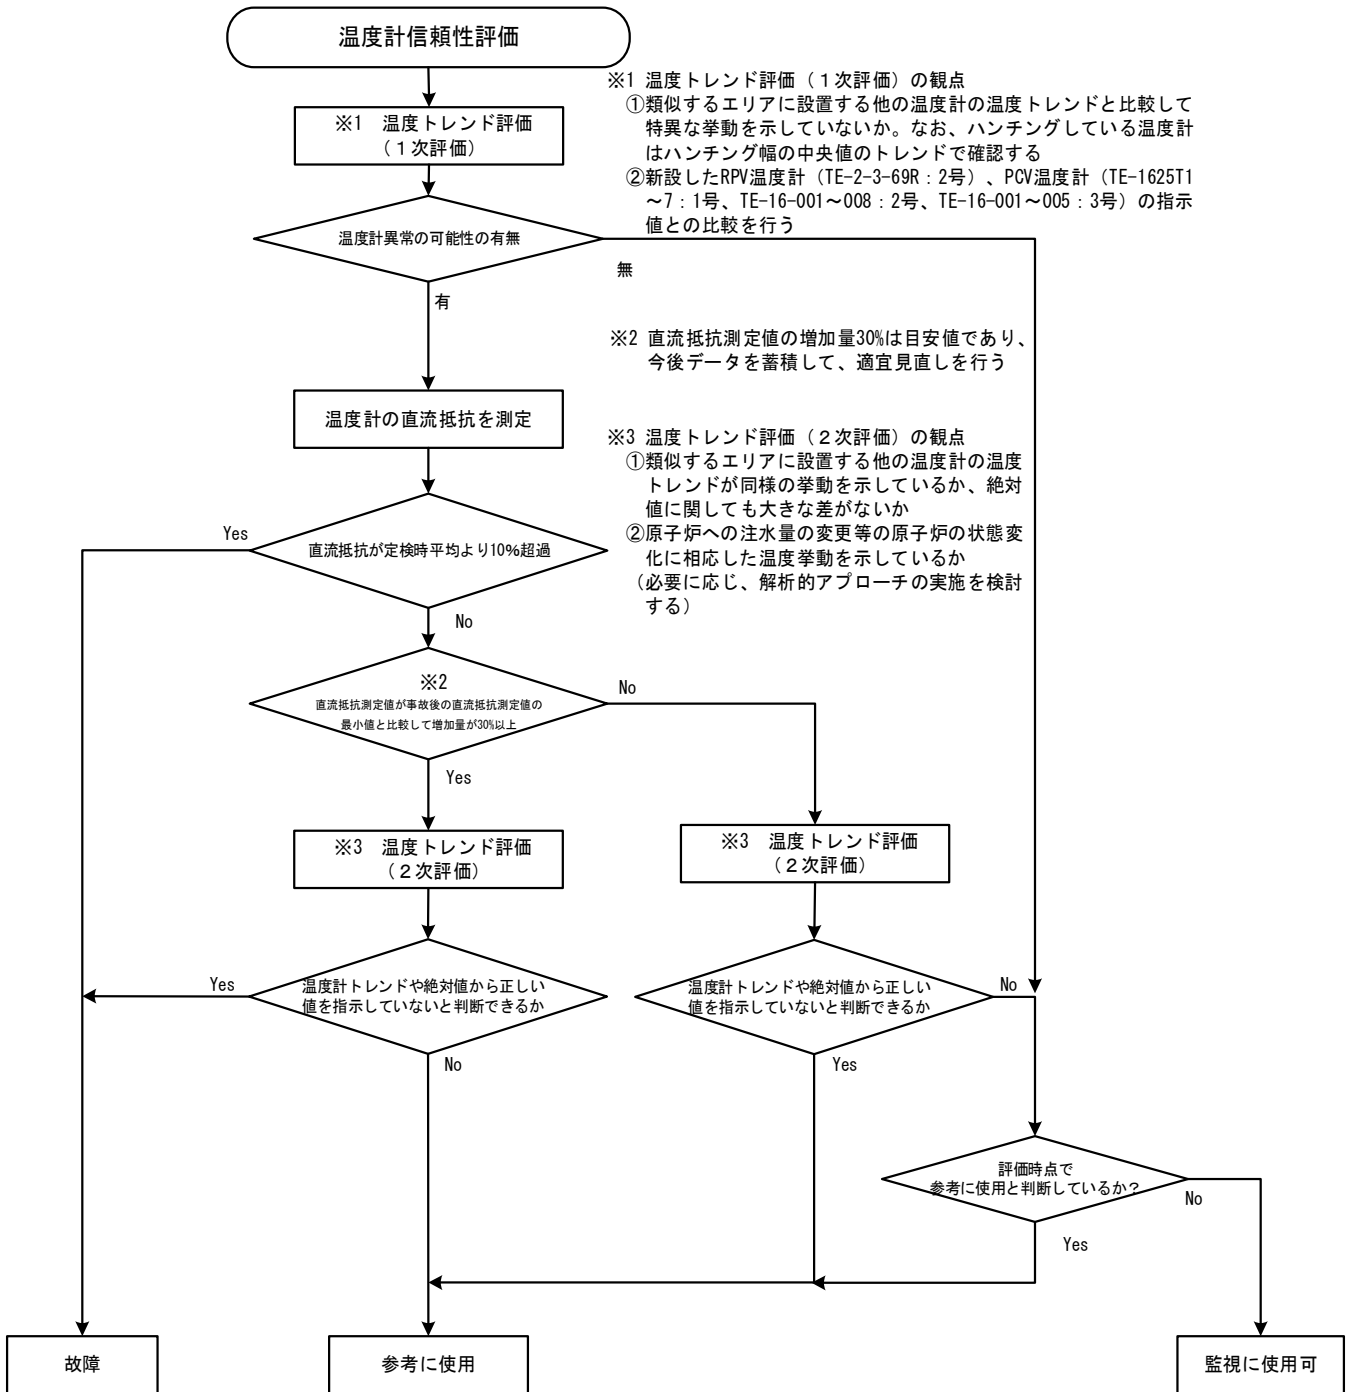 温度計信頼性評価
※1 温度トレンド評価
(1次評価)
※1 温度トレンド評価(1次評価)の観点
①類似するエリアに設置する他の温度計の温度トレンドと比較して
特異な挙動を示していないか。なお、ハンチングしている温度計
はハンチング幅の中央値のトレンドで確認する
②新設したRPV温度計(TE-2-3-69R:2号)、PCV温度計(TE-1625T1
~7:1号、TE-16-001~008:2号、TE-16-001~005:3号)の指示
値との比較を行う
温度計異常の可能性の有無
無
有
※2 直流抵抗測定値の増加量30%は目安値であり、
今後データを蓄積して、適宜見直しを行う
温度計の直流抵抗を測定
※3 温度トレンド評価(2次評価)の観点
①類似するエリアに設置する他の温度計の温度
トレンドが同様の挙動を示しているか、絶対
値に関しても大きな差がないか
②原子炉への注水量の変更等の原子炉の状態変
化に相応した温度挙動を示しているか
(必要に応じ、解析的アプローチの実施を検討
する)
Yes
直流抵抗が定検時平均より10%超過
No
※2
直流抵抗測定値が事故後の直流抵抗測定値の
最小値と比較して増加量が30%以上
No
Yes
※3 温度トレンド評価
(2次評価)
※3 温度トレンド評価
(2次評価)
Yes
温度計トレンドや絶対値から正しい
値を指示していないと判断できるか
No
温度計トレンドや絶対値から正しい
値を指示していないと判断できるか
No
Yes
評価時点で
参考に使用と判断しているか?
No
Yes
故障
参考に使用
監視に使用可